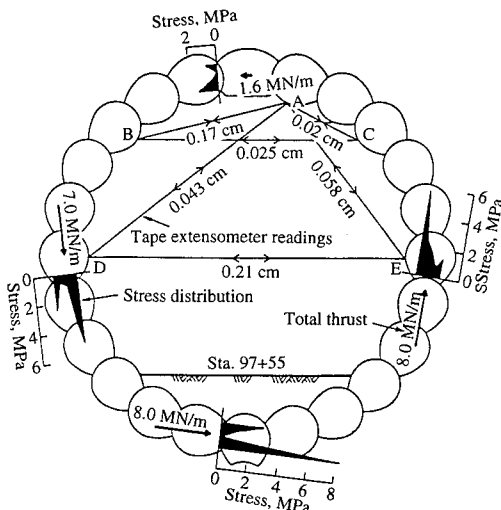 Stress, MPa
2 0
1.6 MN/m
A
B
C
0.17 cm
0.02 cm
0.025 cm
0.043 cm
0.058 cm
7.0 MN/m
Tape extensometer readings
D
E
0.21 cm
6
4
2
0
SStress, MPa
0
2
4
6
Stress, MPa
Stress distribution
Total thrust
8.0 MN/m
Sta. 97+55
8.0 MN/m
0 2 4 6 8
Stress, MPa